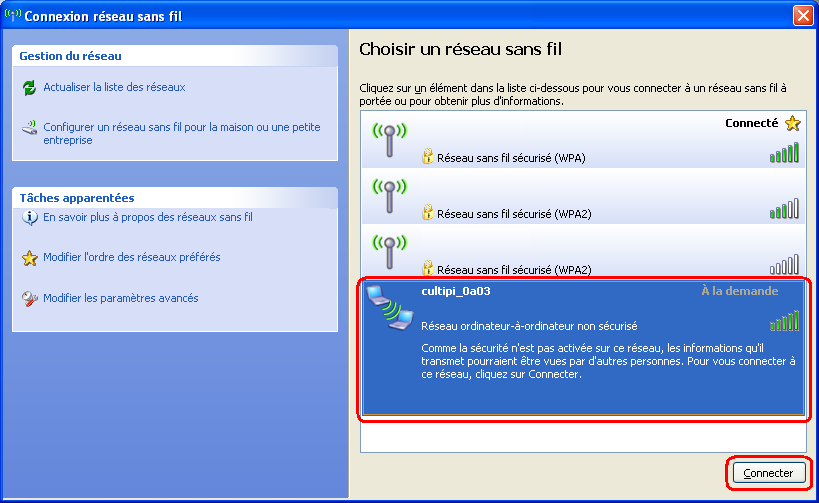 Connexion réseau sans fil
Gestion du réseau
Actualiser la liste des réseaux
Configurer un réseau sans fil pour la maison ou une petite
entreprise
Tâches apparentées
En savoir plus à propos des réseaux sans fil
Modifier l'ordre des réseaux préférés
Modifier les paramètres avancés
Choisir un réseau sans fil
Cliquez sur un élément dans la liste ci-dessous pour vous connecter à un réseau sans fil à
portée ou pour obtenir plus d'informations.
Connecté
Réseau sans fil sécurisé (WPA)
Réseau sans fil sécurisé (WPA2)
Réseau sans fil sécurisé (WPA2)
cultipi_0a03 À la demande
Réseau ordinateur-à-ordinateur non sécurisé
Comme la sécurité n'est pas activée sur ce réseau, les informations qu'il
transmet pourraient être vues par d'autres personnes. Pour vous connecter à
ce réseau, cliquez sur Connecter.
Connecter